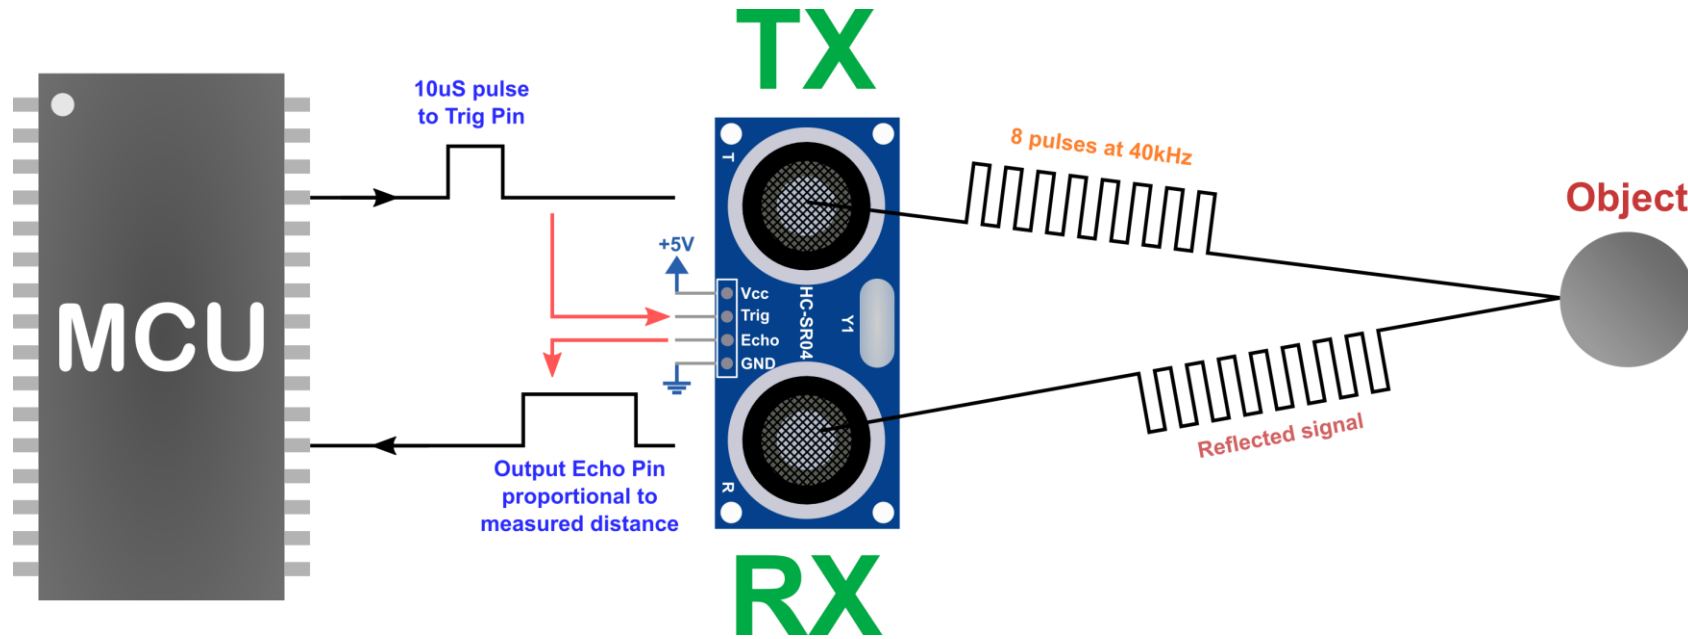 TX
10uS pulse
to Trig Pin
8 pulses at 40kHz
Object
T
+5V
Vcc
Trig
Echo
GND
HC-SR04
Y1
MCU
Reflected signal
Output Echo Pin
proportional to
measured distance
R
RX